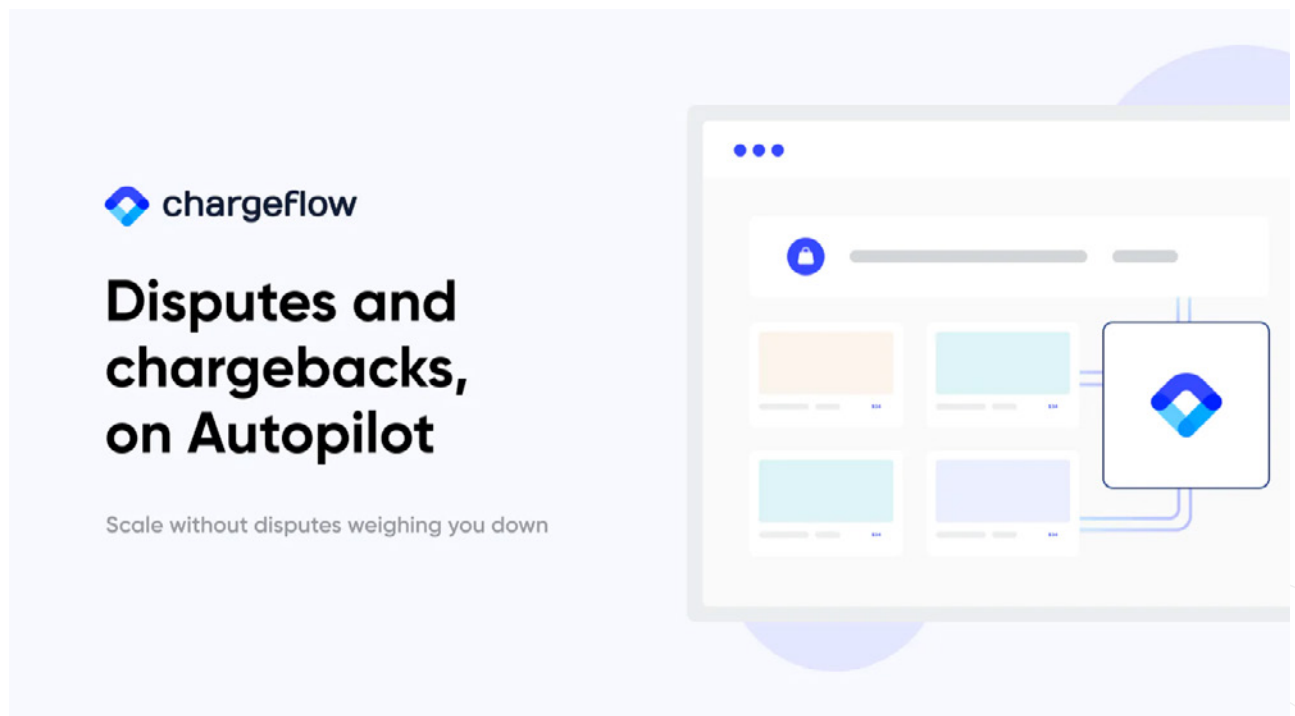 chargeflow
Disputes and
chargebacks,
on Autopilot
Scale without disputes weighing you down